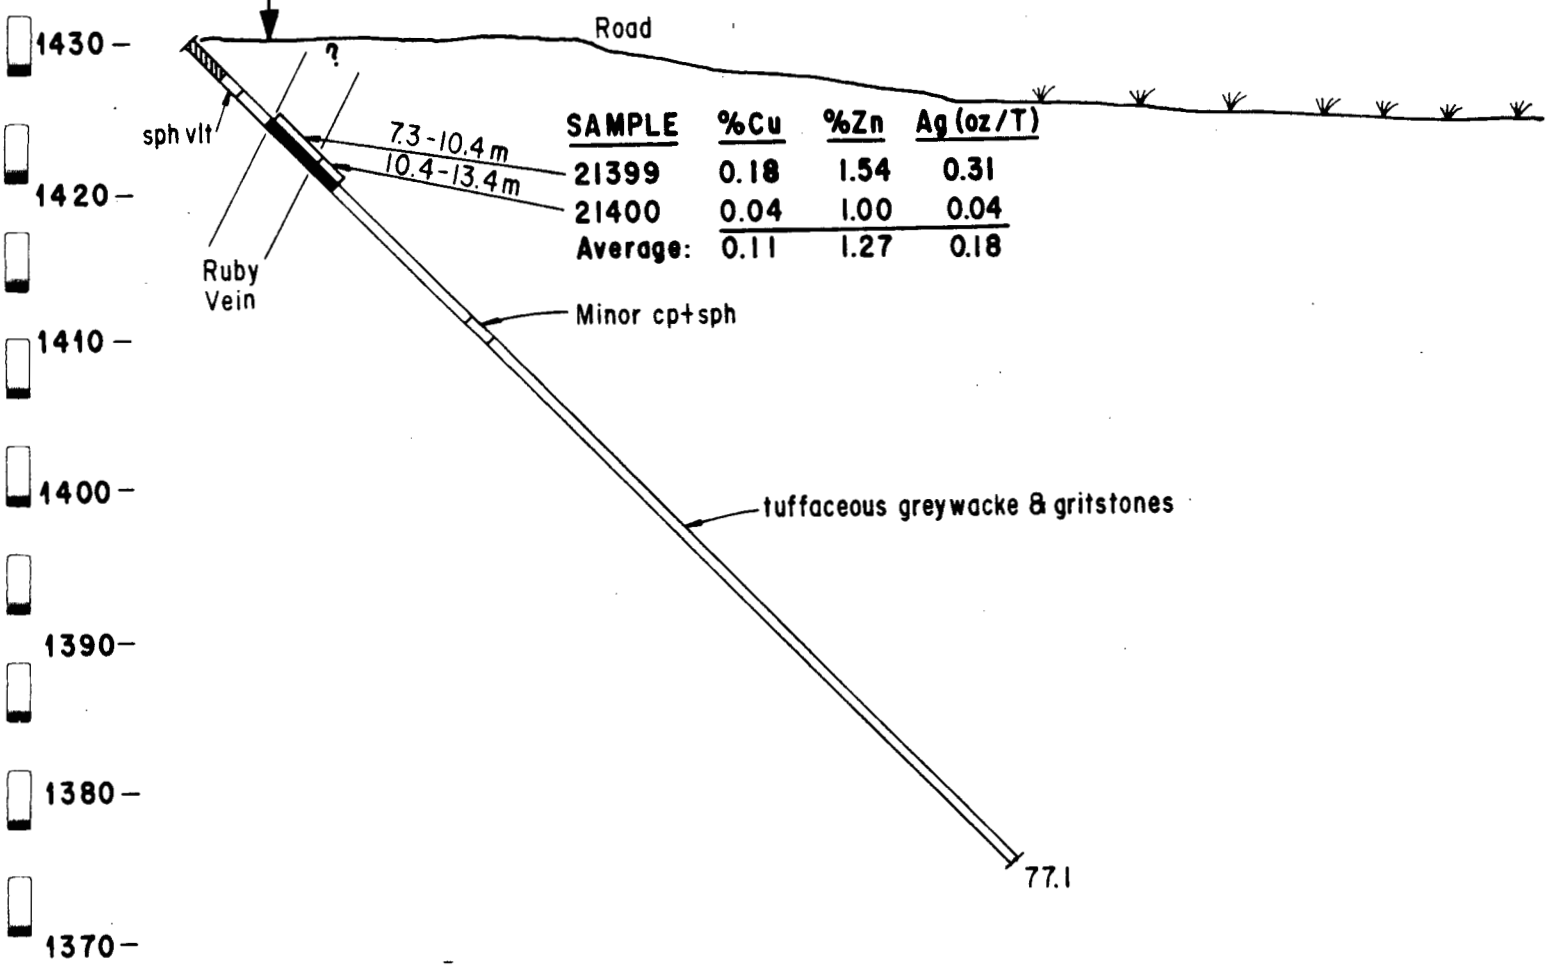 Road
1430 –
?
sph vlt
7.3-10.4 m
10.4-13.4 m
SAMPLE %Cu %Zn Ag (oz/T)
21399 0.18 1.54 0.31
21400 0.04 1.00 0.04
Average: 0.11 1.27 0.18
1420 –
Ruby
Vein
Minor cp+sph
1410 –
1400 –
tuffaceous greywacke & gritstones
1390 –
1380 –
77.1
1370 –